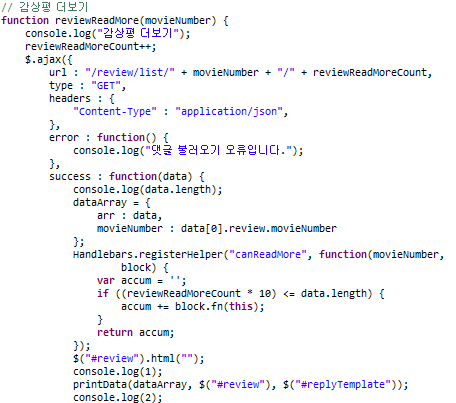 // 감상평 더보기
function reviewReadMore(movieNumber) {
console.log("감상평 더보기");
reviewReadMoreCount++;
$.ajax({
url : "/review/list/" + movieNumber + "/" + reviewReadMoreCount,
type : "GET",
headers : {
"Content-Type" : "application/json",
},
error : function() {
console.log("댓글 불러오기 오류입니다.");
},
success : function(data) {
console.log(data.length);
dataArray = {
arr : data,
movieNumber : data[0].review.movieNumber
};
Handlebars.registerHelper("canReadMore", function(movieNumber,
block) {
var accum = '';
if ((reviewReadMoreCount * 10) <= data.length) {
accum += block.fn(this);
}
return accum;
});
$("#review").html("");
console.log(1);
printData(dataArray, $("#review"), $("#replyTemplate"));
console.log(2);